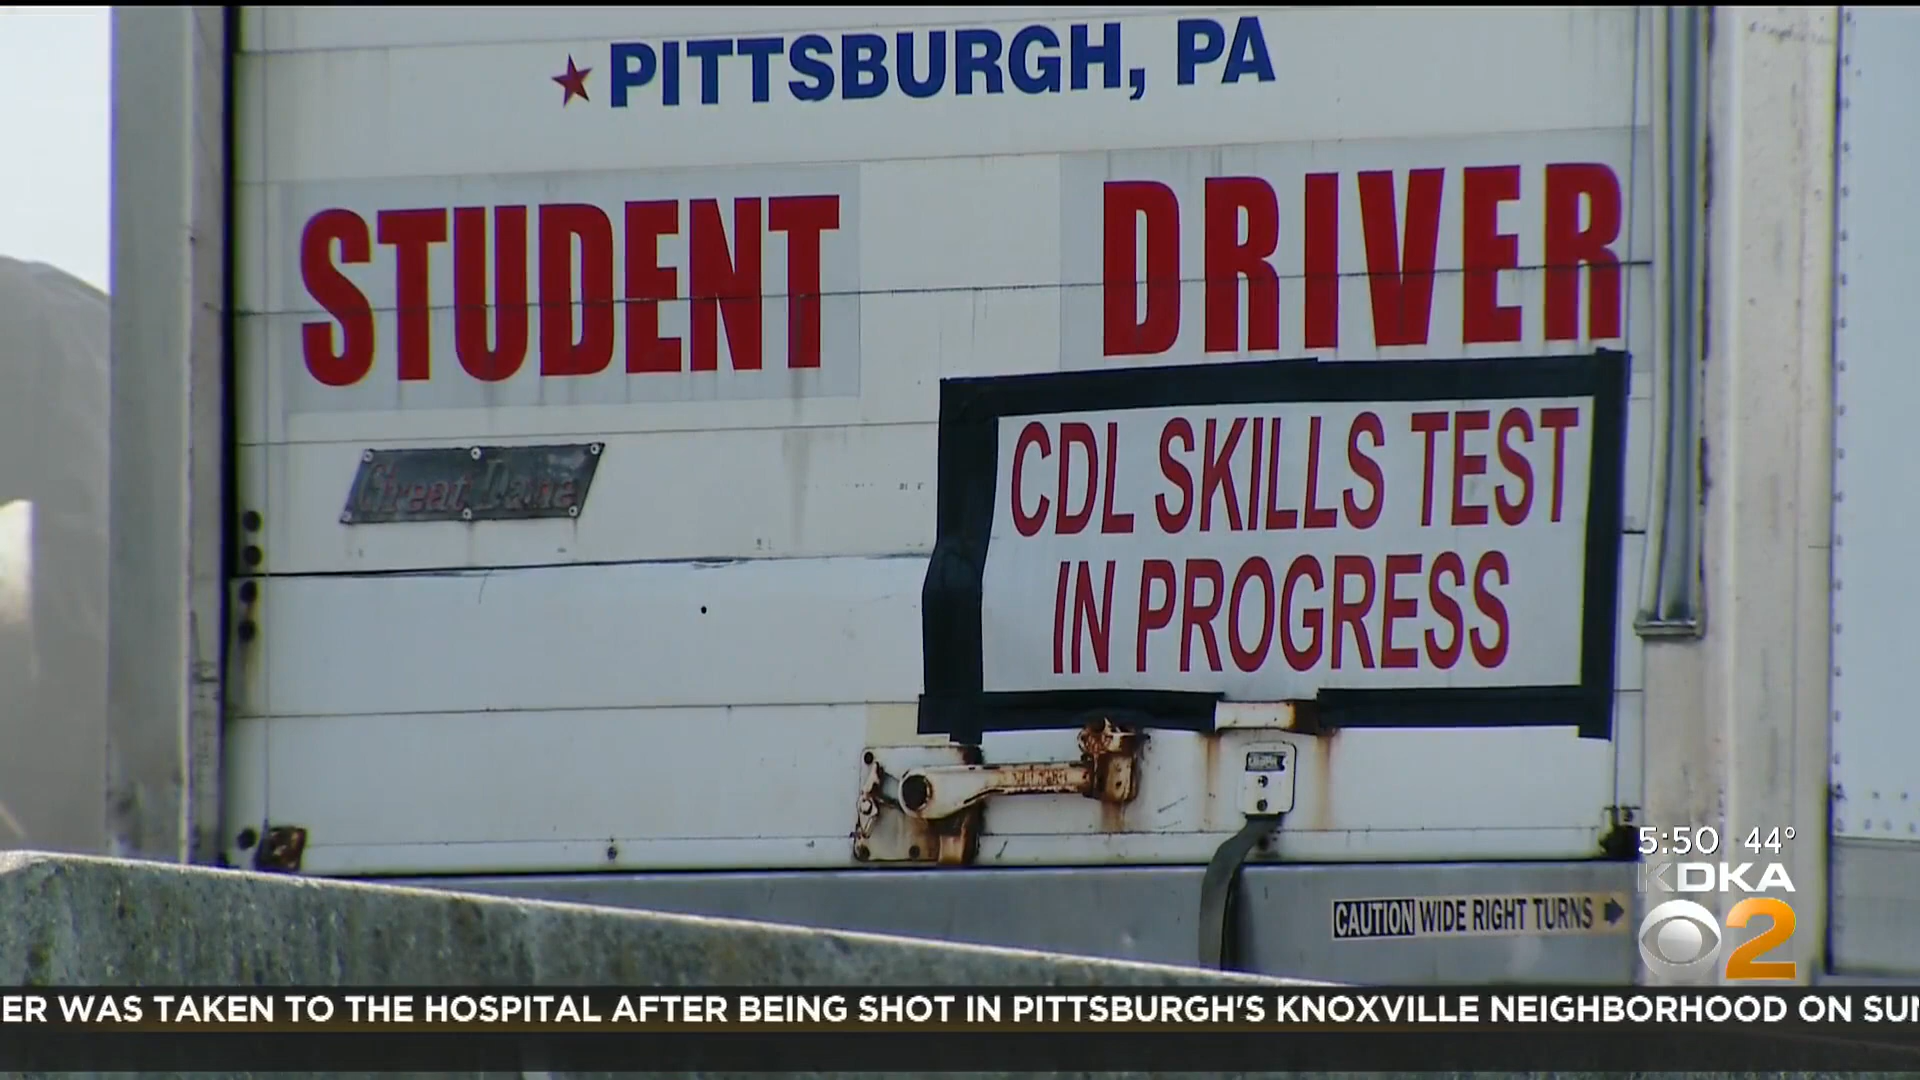 ★PITTSBURGH, PA
STUDENT DRIVER
Great Dane
CDL SKILLS TEST
IN PROGRESS
CAUTION WIDE RIGHT TURNS
5:50 44°
KDKA
2
ER WAS TAKEN TO THE HOSPITAL AFTER BEING SHOT IN PITTSBURGH'S KNOXVILLE NEIGHBORHOOD ON SUN